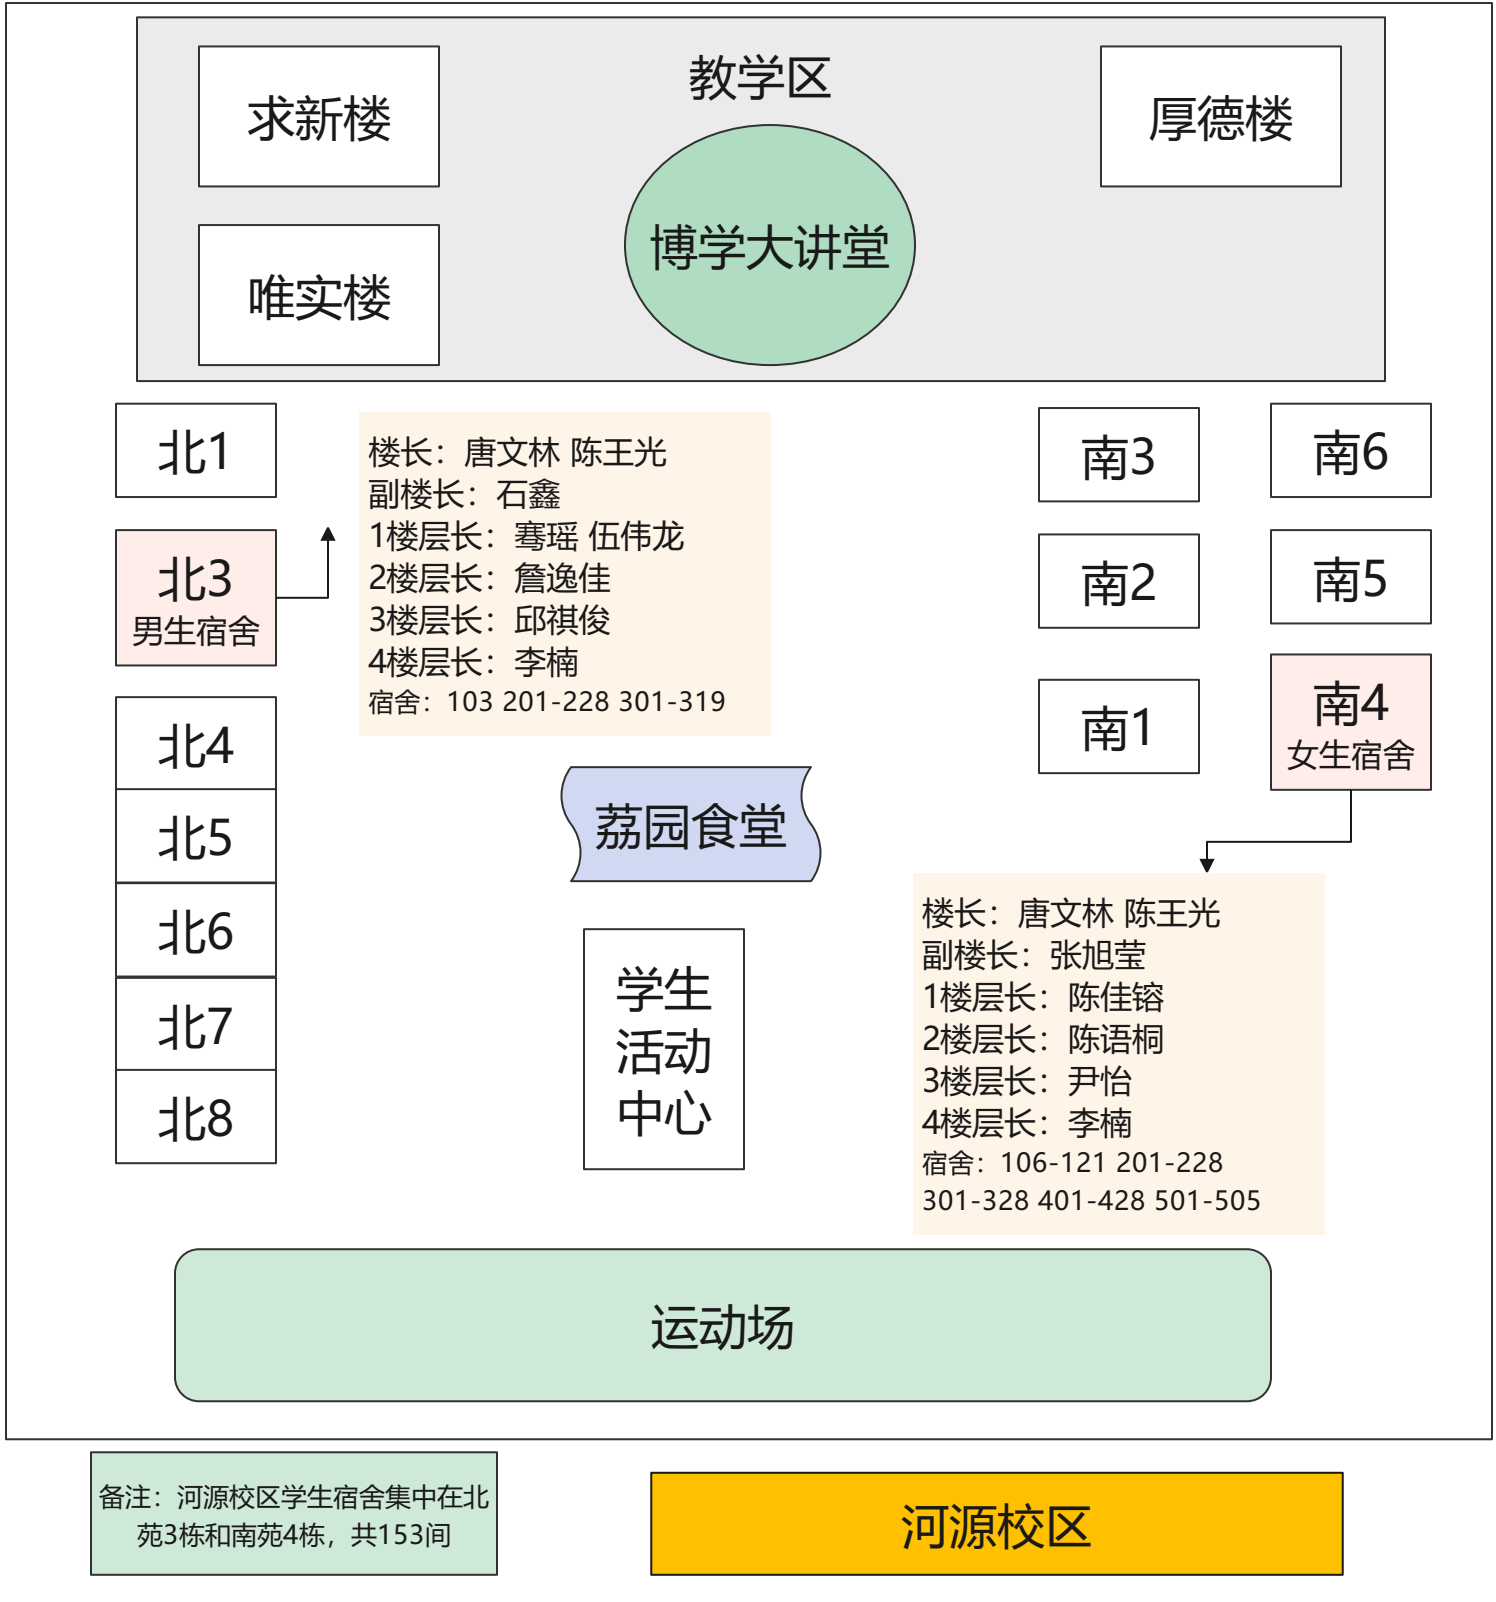 教学区
求新楼
厚德楼
博学大讲堂
唯实楼
北1
北3
男生宿舍
北4
北5
北6
北7
北8
楼长：唐文林 陈王光
副楼长：石鑫
1楼层长：骞瑶 伍伟龙
2楼层长：詹逸佳
3楼层长：邱祺俊
4楼层长：李楠
宿舍：103 201-228 301-319
南3
南6
南2
南5
南1
南4
女生宿舍
荔园食堂
学生
活动
中心
楼长：唐文林 陈王光
副楼长：张旭莹
1楼层长：陈佳镕
2楼层长：陈语桐
3楼层长：尹怡
4楼层长：李楠
宿舍：106-121 201-228
301-328 401-428 501-505
运动场
备注：河源校区学生宿舍集中在北
苑3栋和南苑4栋，共153间
河源校区